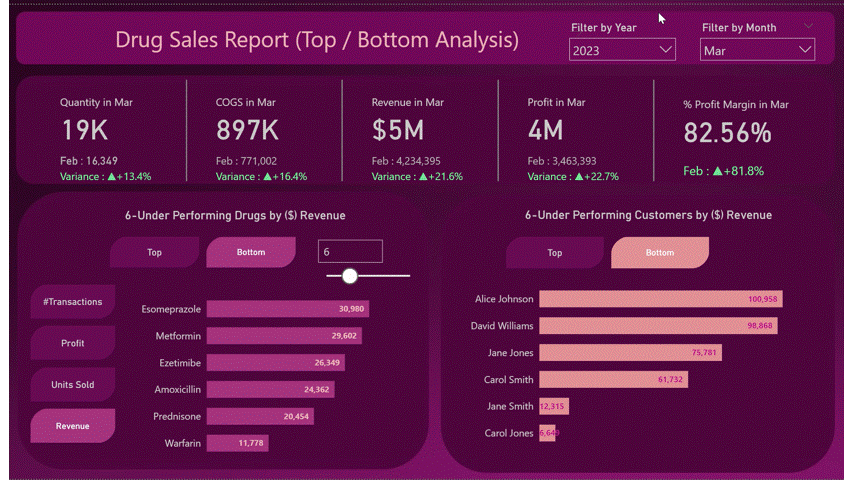 Drug Sales Report (Top / Bottom Analysis)
Filter by Year
2023
Filter by Month
Mar
Quantity in Mar
19K
Feb : 16,349
Variance : ▲+13.4%
COGS in Mar
897K
Feb : 771,002
Variance : ▲+16.4%
Revenue in Mar
$5M
Feb : 4,234,395
Variance : ▲+21.6%
Profit in Mar
4M
Feb : 3,463,393
Variance : ▲+22.7%
% Profit Margin in Mar
82.56%
Feb : ▲+81.8%
6-Under Performing Drugs by ($) Revenue
Top
Bottom
6
#Transactions
Profit
Units Sold
Revenue
Esomeprazole 30,980
Metformin 29,602
Ezetimibe 26,349
Amoxicillin 24,362
Prednisone 20,454
Warfarin 11,778
6-Under Performing Customers by ($) Revenue
Top
Bottom
Alice Johnson 100,958
David Williams 98,868
Jane Jones 75,781
Carol Smith 61,732
Jane Smith 12,315
Carol Jones